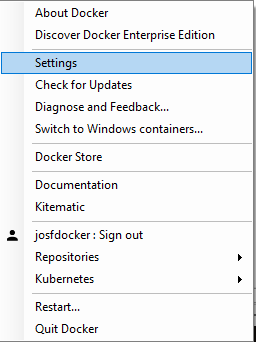 About Docker
Discover Docker Enterprise Edition
Settings
Check for Updates
Diagnose and Feedback...
Switch to Windows containers...
Docker Store
Documentation
Kitematic
josfdocker : Sign out
Repositories
Kubernetes
Restart...
Quit Docker